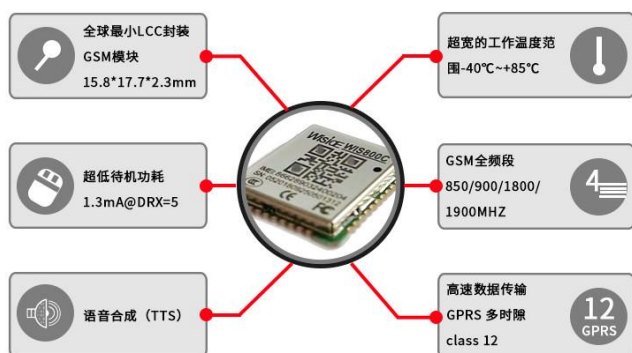 全球最小LCC封装
GSM模块
15.8*17.7*2.3mm
超宽的工作温度范
围-40℃~+85℃
WISICE WIS800C
超低待机功耗
1.3mA@DRX=5
GSM全频段
850/900/1800/
1900MHZ
4
CE FC
语音合成（TTS）
高速数据传输
GPRS 多时隙
class 12
12
GPRS